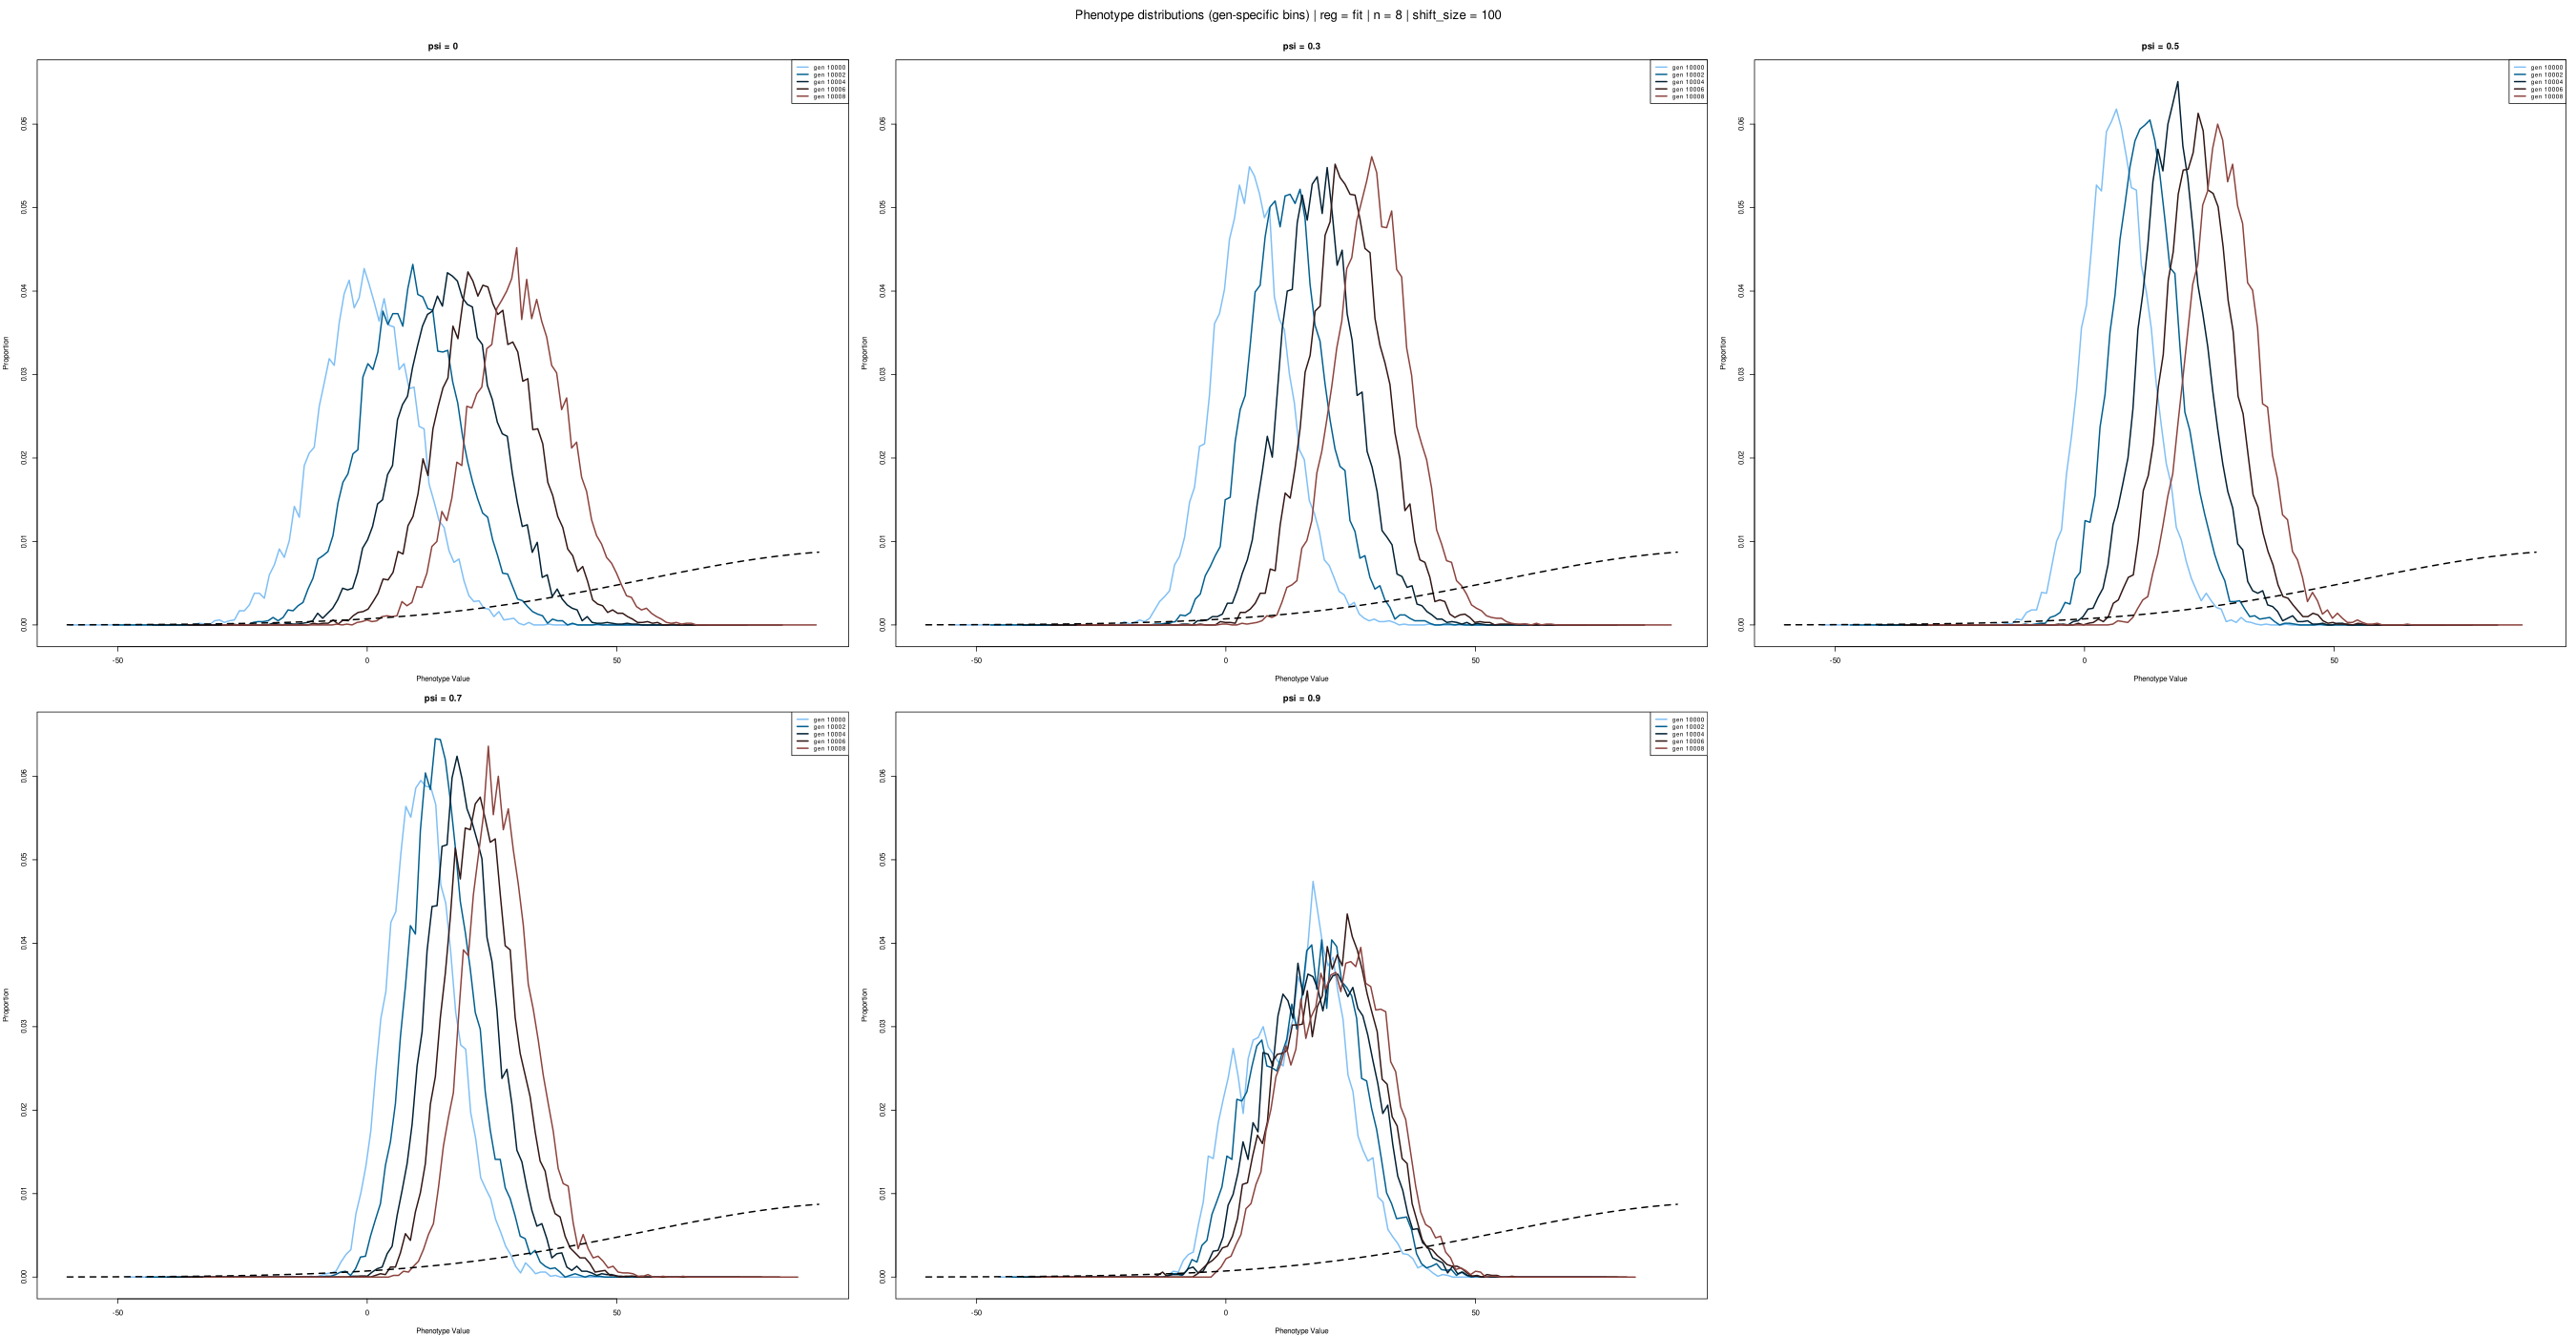 Phenotype distributions (gen-specific bins) | reg = fit | n = 8 | shift_size = 100
psi = 0
gen 10000
gen 10002
gen 10004
gen 10006
gen 10008
0.06
0.05
0.04
0.03
0.02
0.01
0.00
Proportion
-50
0
50
Phenotype Value
psi = 0.3
gen 10000
gen 10002
gen 10004
gen 10006
gen 10008
0.06
0.05
0.04
0.03
0.02
0.01
0.00
Proportion
-50
0
50
Phenotype Value
psi = 0.5
gen 10000
gen 10002
gen 10004
gen 10006
gen 10008
0.06
0.05
0.04
0.03
0.02
0.01
0.00
Proportion
-50
0
50
Phenotype Value
psi = 0.7
gen 10000
gen 10002
gen 10004
gen 10006
gen 10008
0.06
0.05
0.04
0.03
0.02
0.01
0.00
Proportion
-50
0
50
Phenotype Value
psi = 0.9
gen 10000
gen 10002
gen 10004
gen 10006
gen 10008
0.06
0.05
0.04
0.03
0.02
0.01
0.00
Proportion
-50
0
50
Phenotype Value